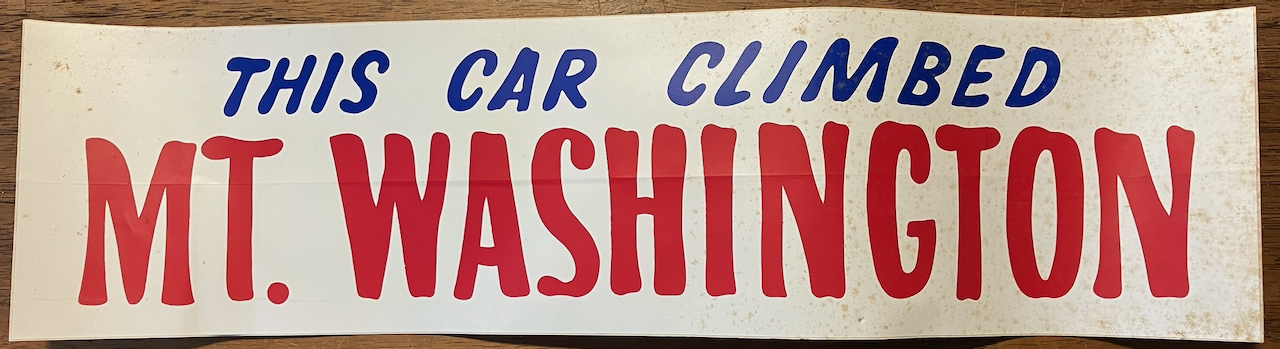 THIS CAR CLIMBED
MT. WASHINGTON